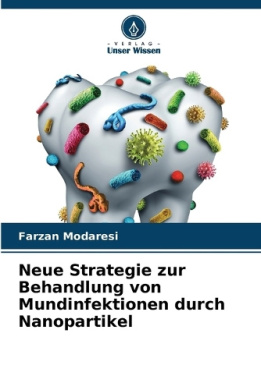 - VERLAG -
Unser Wissen
Farzan Modaresi
Neue Strategie zur
Behandlung von
Mundinfektionen durch
Nanopartikel